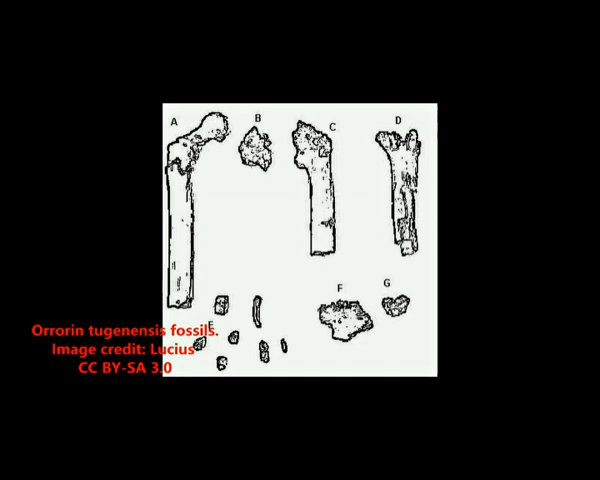 A B C D
F G
E
Orrorin tugenensis fossils.
Image credit: Lucius
CC BY-SA 3.0